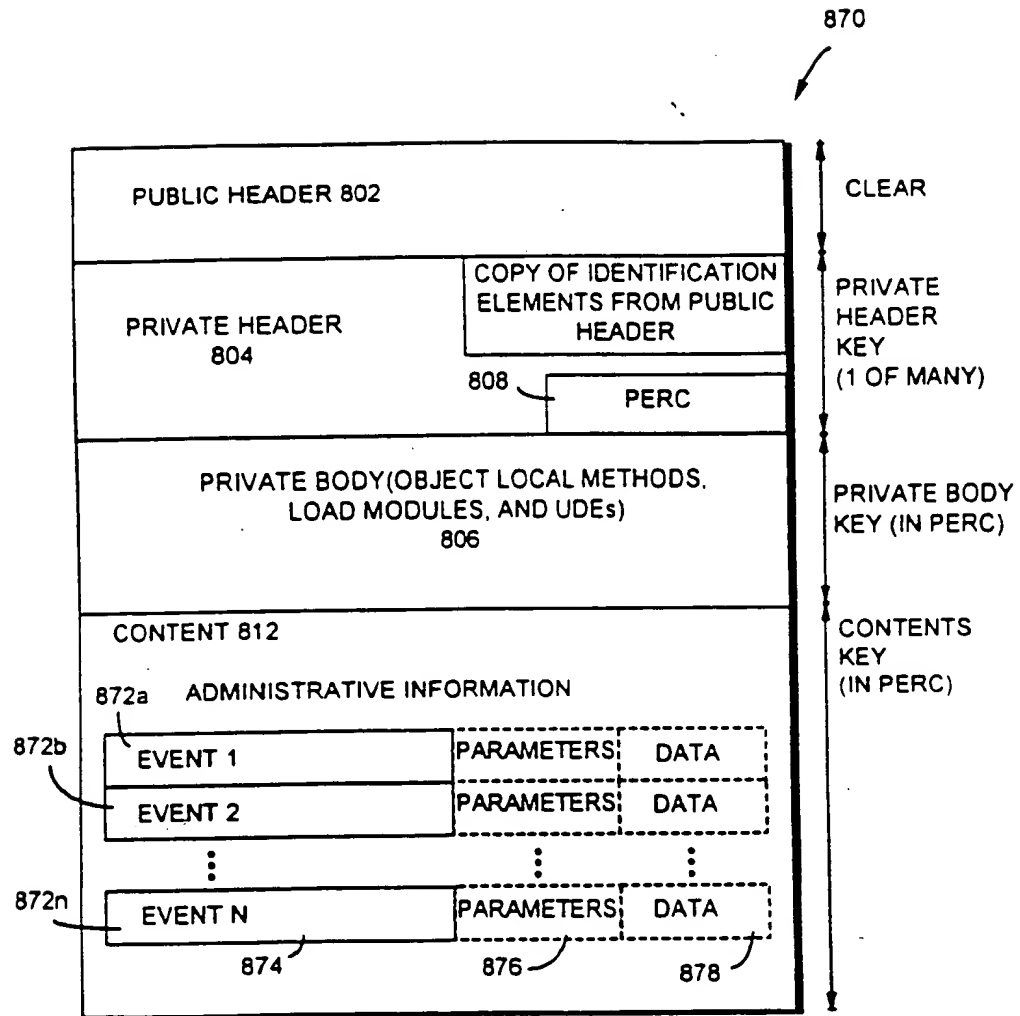 870
PUBLIC HEADER 802
CLEAR
PRIVATE HEADER
804
COPY OF IDENTIFICATION
ELEMENTS FROM PUBLIC
HEADER
808
PERC
PRIVATE
HEADER
KEY
(1 OF MANY)
PRIVATE BODY(OBJECT LOCAL METHODS,
LOAD MODULES, AND UDEs)
806
PRIVATE BODY
KEY (IN PERC)
CONTENT 812
CONTENTS
KEY
(IN PERC)
ADMINISTRATIVE INFORMATION
872a
EVENT 1 PARAMETERS DATA
872b
EVENT 2 PARAMETERS DATA
872n
EVENT N PARAMETERS DATA
874 876 878